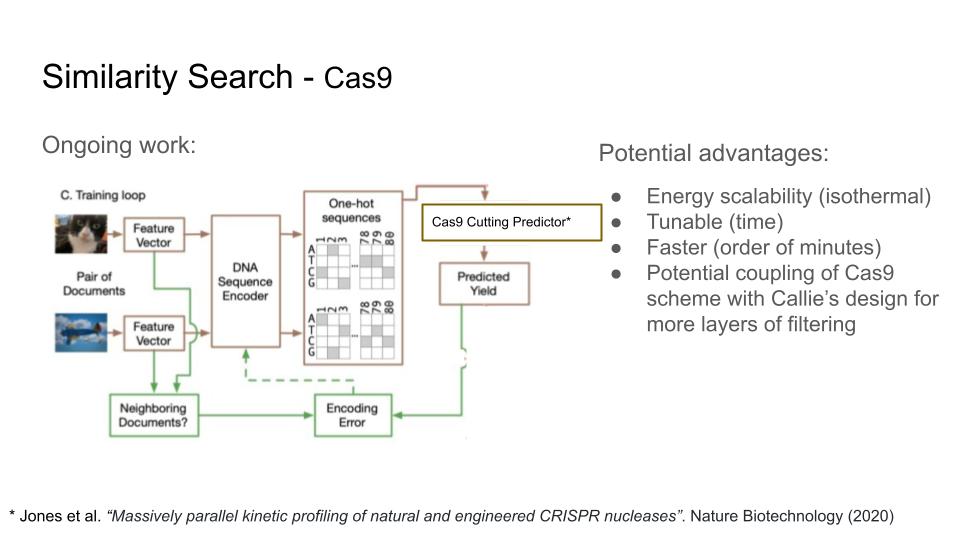 Similarity Search - Cas9
Ongoing work:
C. Training loop
Feature
Vector
Pair of
Documents
Feature
Vector
DNA
Sequence
Encoder
One-hot
sequences
1 2 3 ... 78 79 80
A
T
C
G
1 2 3 ... 78 79 80
A
T
C
G
Cas9 Cutting Predictor*
Predicted
Yield
Neighboring
Documents?
Encoding
Error
Potential advantages:
● Energy scalability (isothermal)
● Tunable (time)
● Faster (order of minutes)
● Potential coupling of Cas9
scheme with Callie's design for
more layers of filtering
* Jones et al. “Massively parallel kinetic profiling of natural and engineered CRISPR nucleases”. Nature Biotechnology (2020)